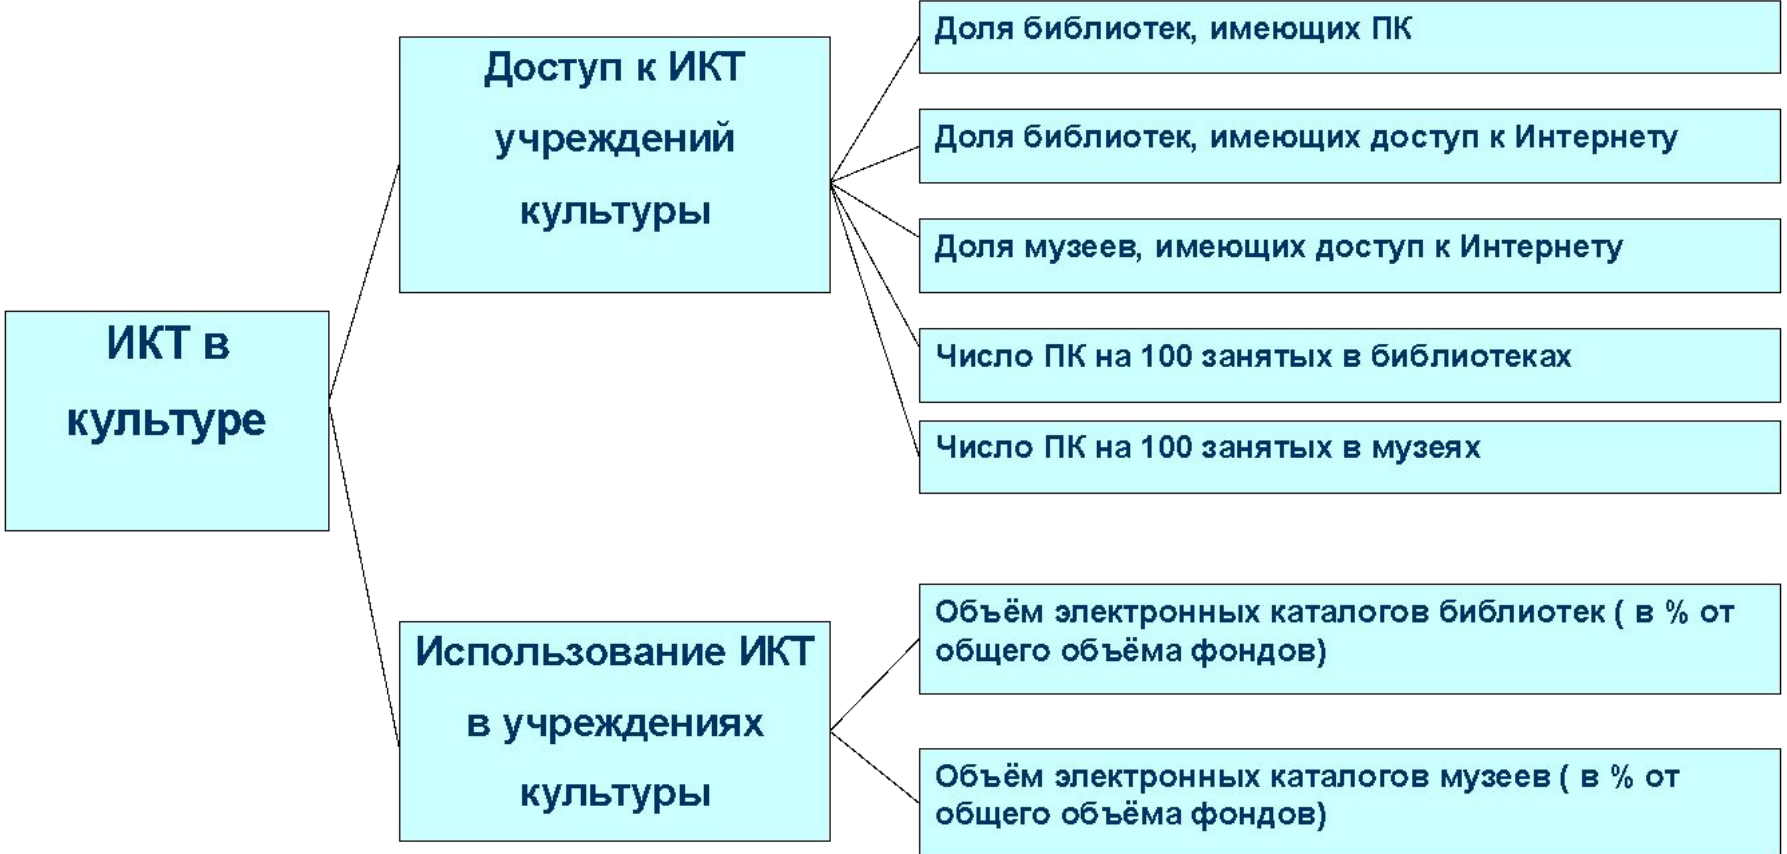 ИКТ в
культуре
Доступ к ИКТ
учреждений
культуры
Доля библиотек, имеющих ПК
Доля библиотек, имеющих доступ к Интернету
Доля музеев, имеющих доступ к Интернету
Число ПК на 100 занятых в библиотеках
Число ПК на 100 занятых в музеях
Использование ИКТ
в учреждениях
культуры
Объём электронных каталогов библиотек ( в % от
общего объёма фондов)
Объём электронных каталогов музеев ( в % от
общего объёма фондов)